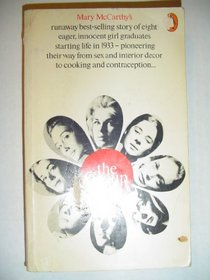 Mary McCarthy's
runaway best-selling story of eight
eager, innocent girl graduates
starting life in 1933 – pioneering
their way from sex and interior decor
to cooking and contraception...
the